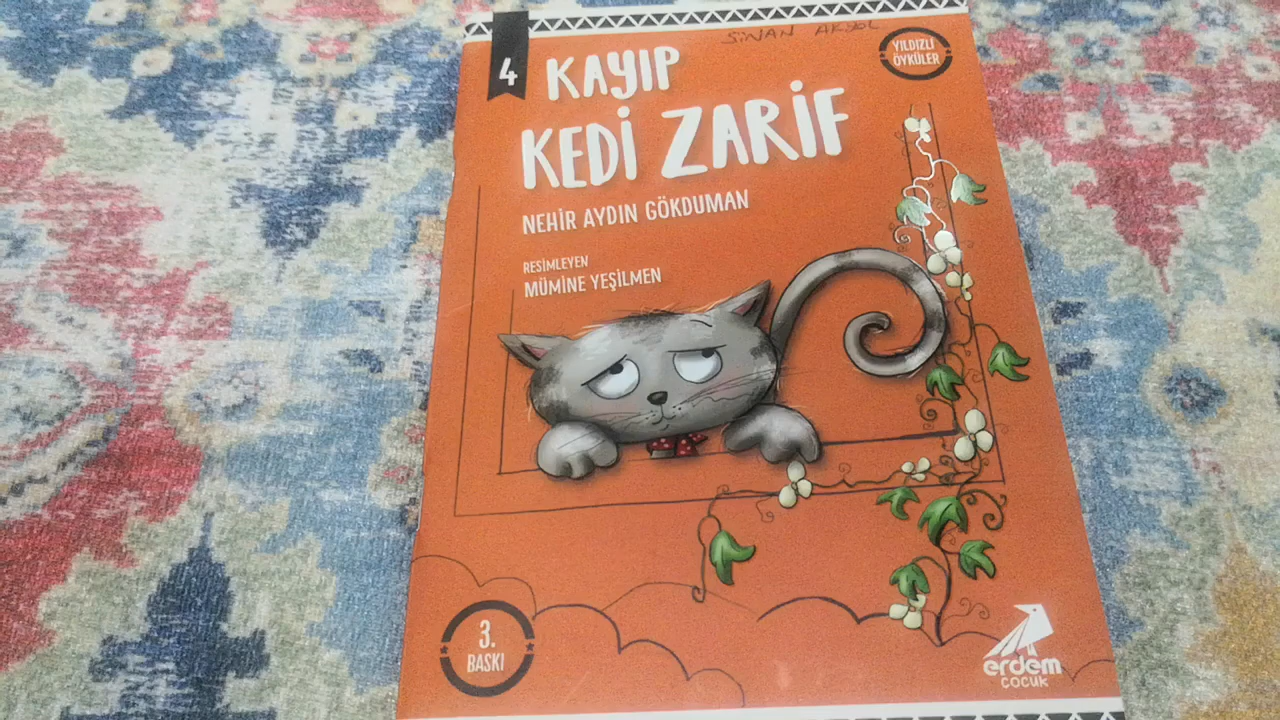 SİNAN AKSOL
4
YILDIZLI
ÖYKÜLER
KAYIP
KEDİ ZARİF
NEHİR AYDIN GÖKDUMAN
RESİMLEYEN
MÜMİNE YEŞİLMEN
3.
BASKI
erdem
çocuk